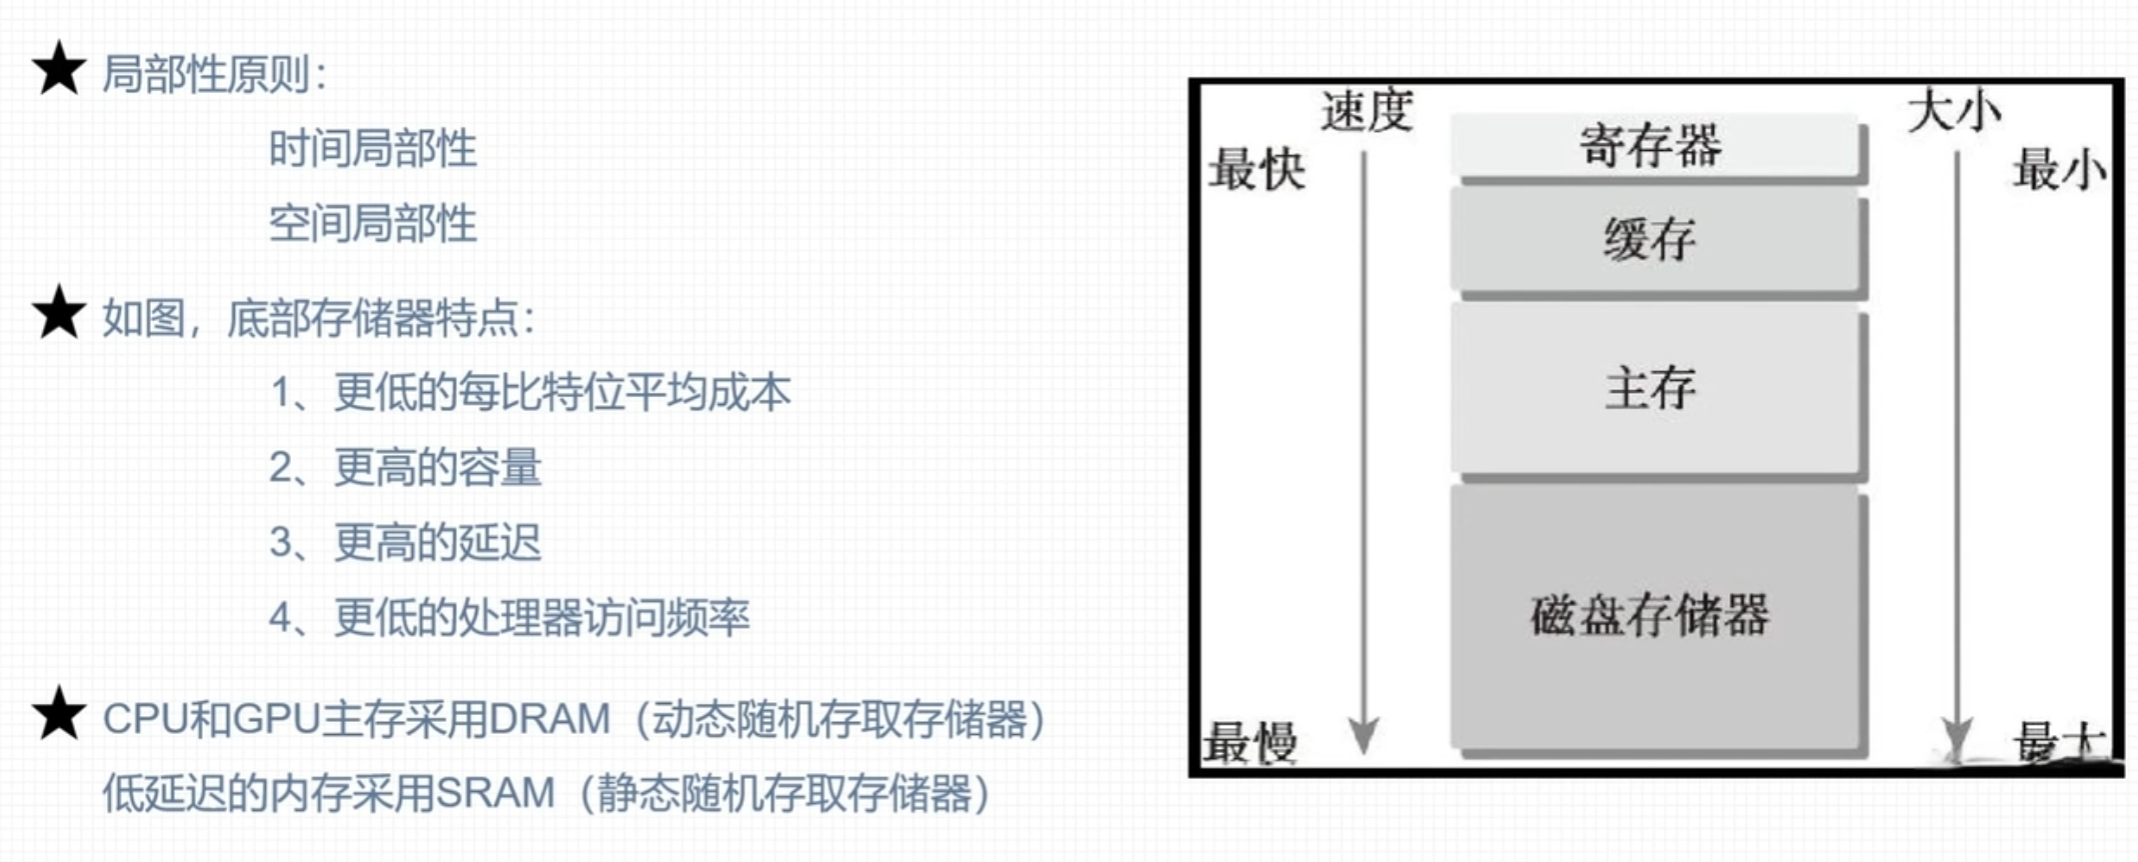 局部性原则：
时间局部性
空间局部性
如图，底部存储器特点：
1、更低的每比特位平均成本
2、更高的容量
3、更高的延迟
4、更低的处理器访问频率
CPU和GPU主存采用DRAM（动态随机存取存储器）
低延迟的内存采用SRAM（静态随机存取存储器）
速度
大小
最快
最小
寄存器
缓存
主存
磁盘存储器
最慢
最大